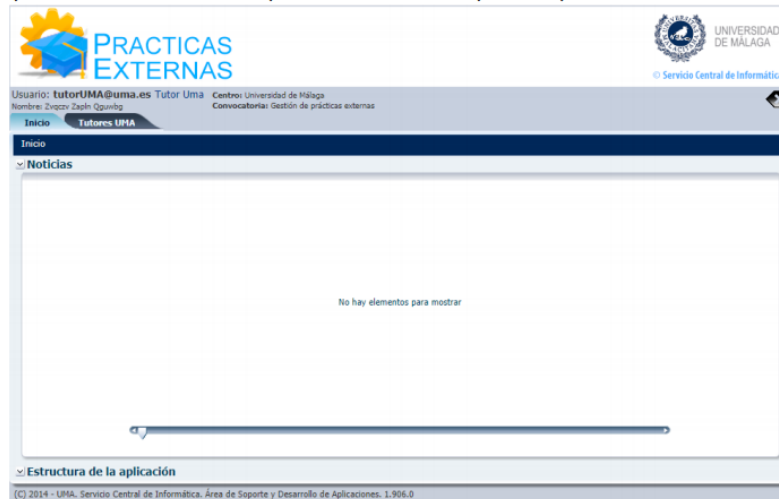 PRACTICAS
EXTERNAS
UNIVERSIDAD
DE MÁLAGA
© Servicio Central de Informática
Usuario: tutorUMA@uma.es Tutor Uma Centro: Universidad de Málaga
Nombre: Zvqczv Zapln Qguwbg Convocatoria: Gestión de prácticas externas
Inicio Tutores UMA
Inicio
Noticias
No hay elementos para mostrar
Estructura de la aplicación
(C) 2014 - UMA. Servicio Central de Informática. Área de Soporte y Desarrollo de Aplicaciones. 1.906.0